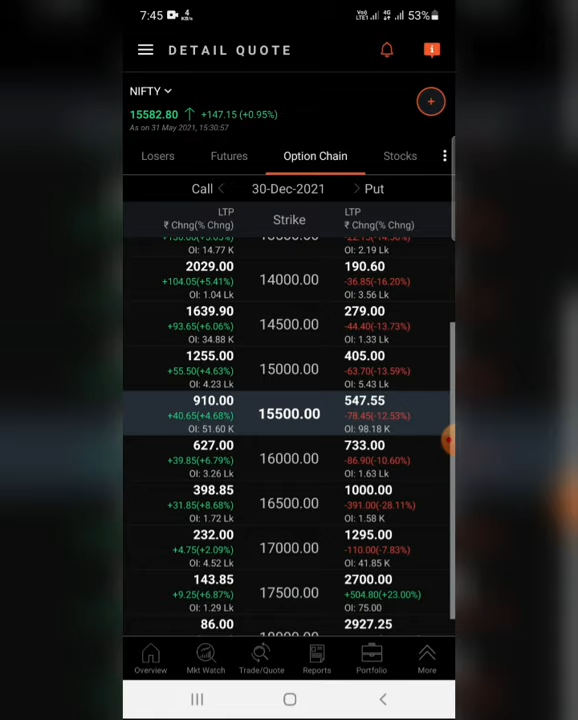 7:45 4 KB/s Vo) LTE1 4G 53%
DETAIL QUOTE
NIFTY
15582.80 +147.15 (+0.95%)
As on 31 May 2021, 15:30:57
Losers Futures Option Chain Stocks
Call 30-Dec-2021 Put
LTP Strike LTP
₹ Chng(% Chng) ₹ Chng(% Chng)
OI: 14.77 K OI: 2.19 Lk
2029.00 14000.00 190.60
+104.05(+5.41%) -36.85(-16.20%)
OI: 1.04 Lk OI: 3.56 Lk
1639.90 14500.00 279.00
+93.65(+6.06%) -44.40(-13.73%)
OI: 34.88 K OI: 1.33 Lk
1255.00 15000.00 405.00
+55.50(+4.63%) -63.70(-13.59%)
OI: 4.23 Lk OI: 5.43 Lk
910.00 15500.00 547.55
+40.65(+4.68%) -78.45(-12.53%)
OI: 51.60 K OI: 98.18 K
627.00 16000.00 733.00
+39.85(+6.79%) -86.90(-10.60%)
OI: 3.26 Lk OI: 1.63 Lk
398.85 16500.00 1000.00
+31.85(+8.68%) -391.00(-28.11%)
OI: 1.72 Lk OI: 1.58 K
232.00 17000.00 1295.00
+4.75(+2.09%) -110.00(-7.83%)
OI: 4.52 Lk OI: 41.85 K
143.85 17500.00 2700.00
+9.25(+6.87%) +504.80(+23.00%)
OI: 1.29 Lk OI: 75.00
86.00 2927.25
Overview Mkt Watch Trade/Quote Reports Portfolio More